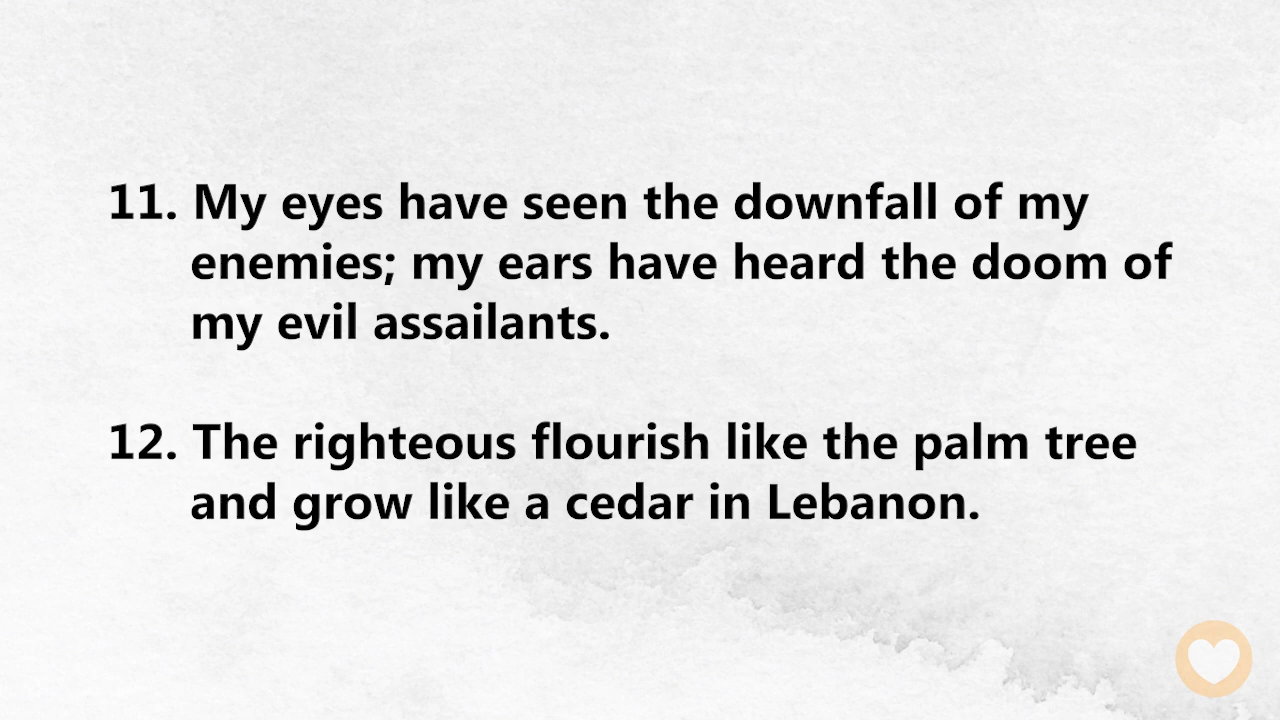 11. My eyes have seen the downfall of my
enemies; my ears have heard the doom of
my evil assailants.
12. The righteous flourish like the palm tree
and grow like a cedar in Lebanon.